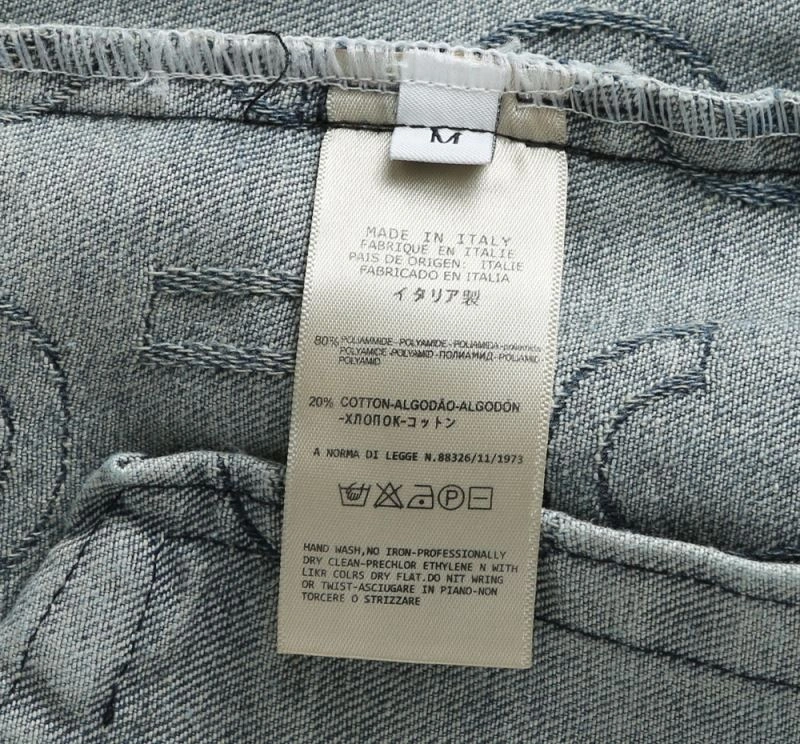 M
MADE IN ITALY
FABRIQUE EN ITALIE
PAIS DE ORIGEN: ITALIE
FABRICADO EN ITALIA
イタリア製
80% POLIAMMIDE-POLYAMIDE-POLIAMIDA-poliamida
POLYAMICE-POLYAMID-ПОЛИАМИД-POLIAMID
POLYAMID
20% COTTON-ALGODÃO-ALGODÓN
-ХЛОПОК-コットン
A NORMA DI LEGGE N.88326/11/1973
P
HAND WASH,NO IRON-PROFESSIONALLY
DRY CLEAN-PRECHLOR ETHYLENE N WITH
LIKR COLRS DRY FLAT.DO NIT WRING
OR TWIST-ASCIUGARE IN PIANO-NON
TORCERE O STRIZZARE